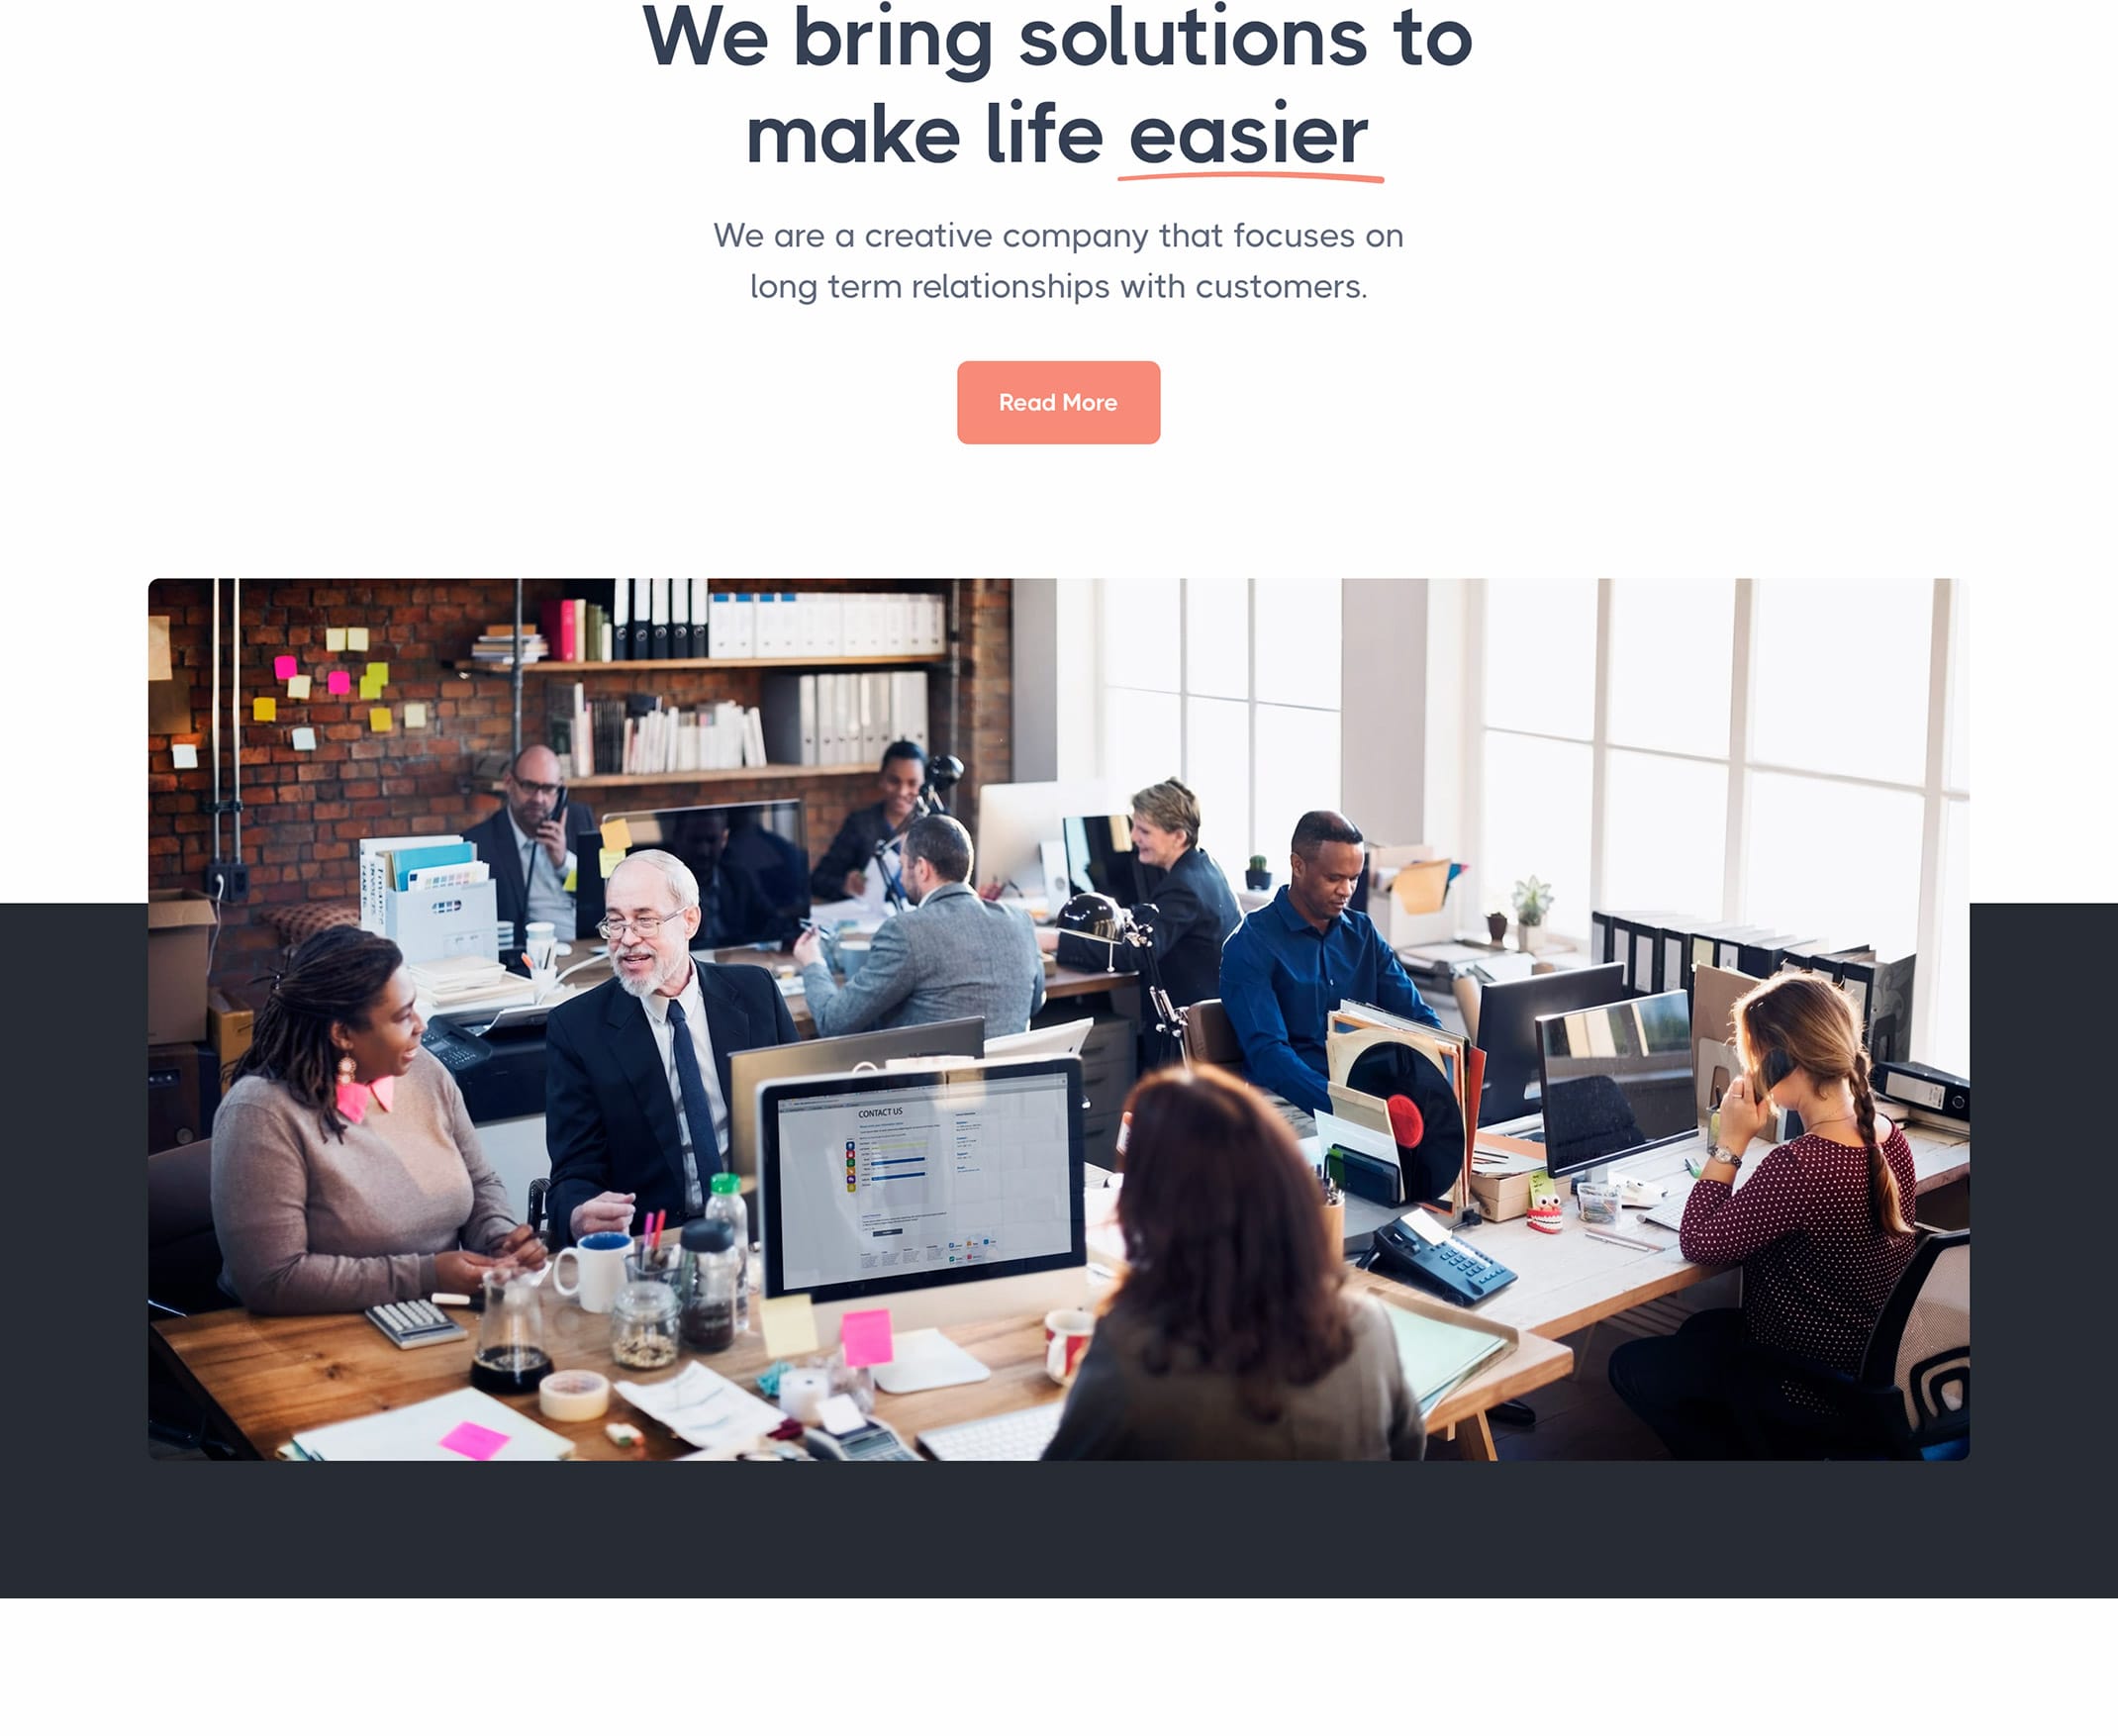 We bring solutions to
make life easier
We are a creative company that focuses on
long term relationships with customers.
Read More
CONTACT US